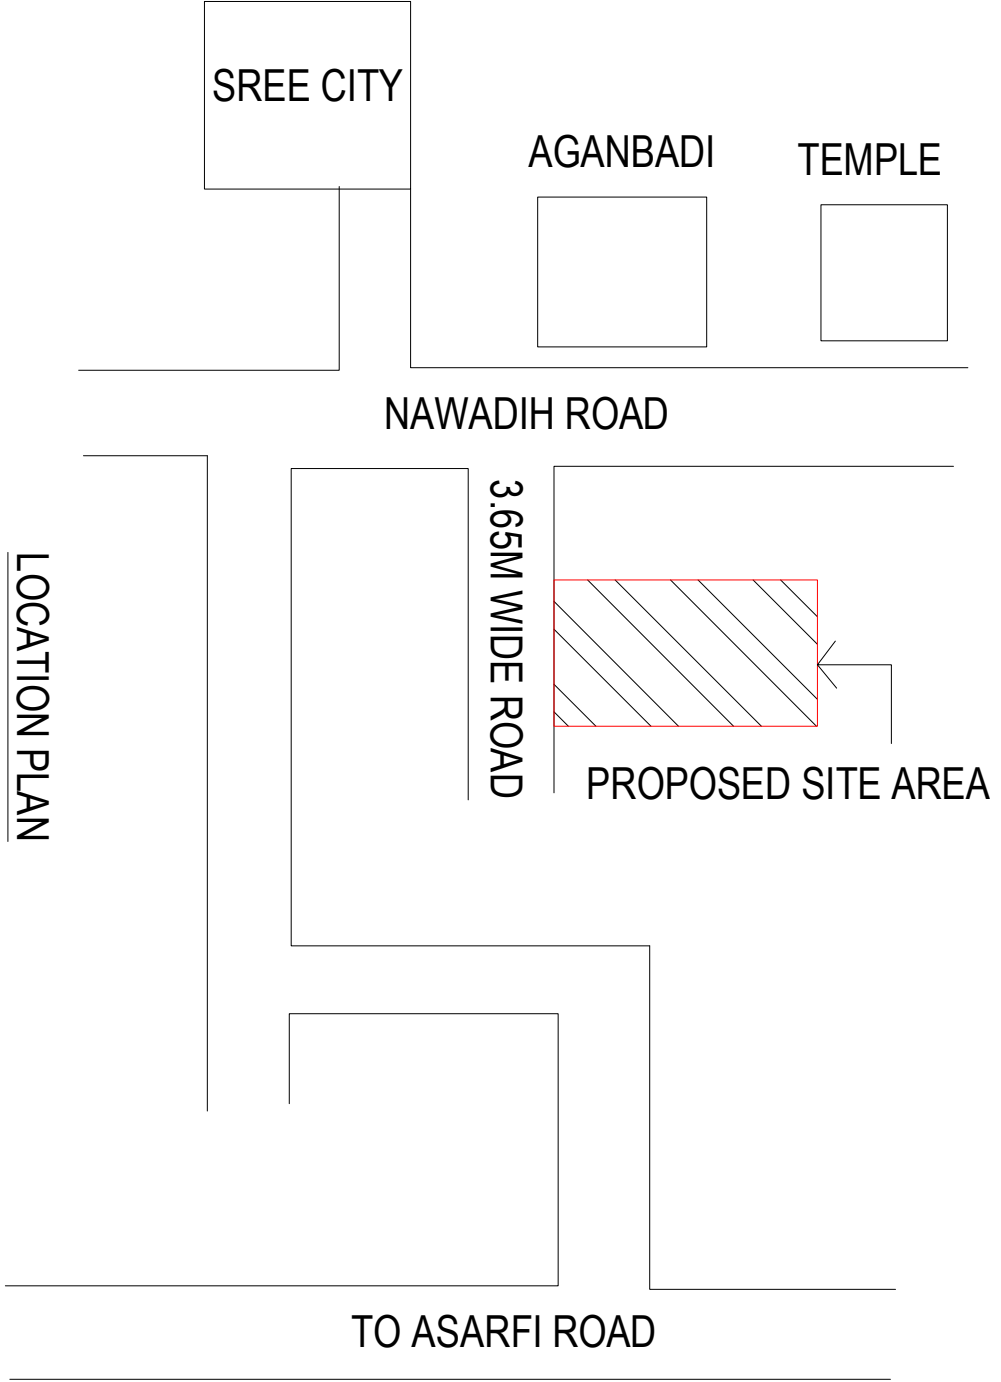 SREE CITY
AGANBADI
TEMPLE
NAWADIH ROAD
3.65M WIDE ROAD
LOCATION PLAN
PROPOSED SITE AREA
TO ASARFI ROAD